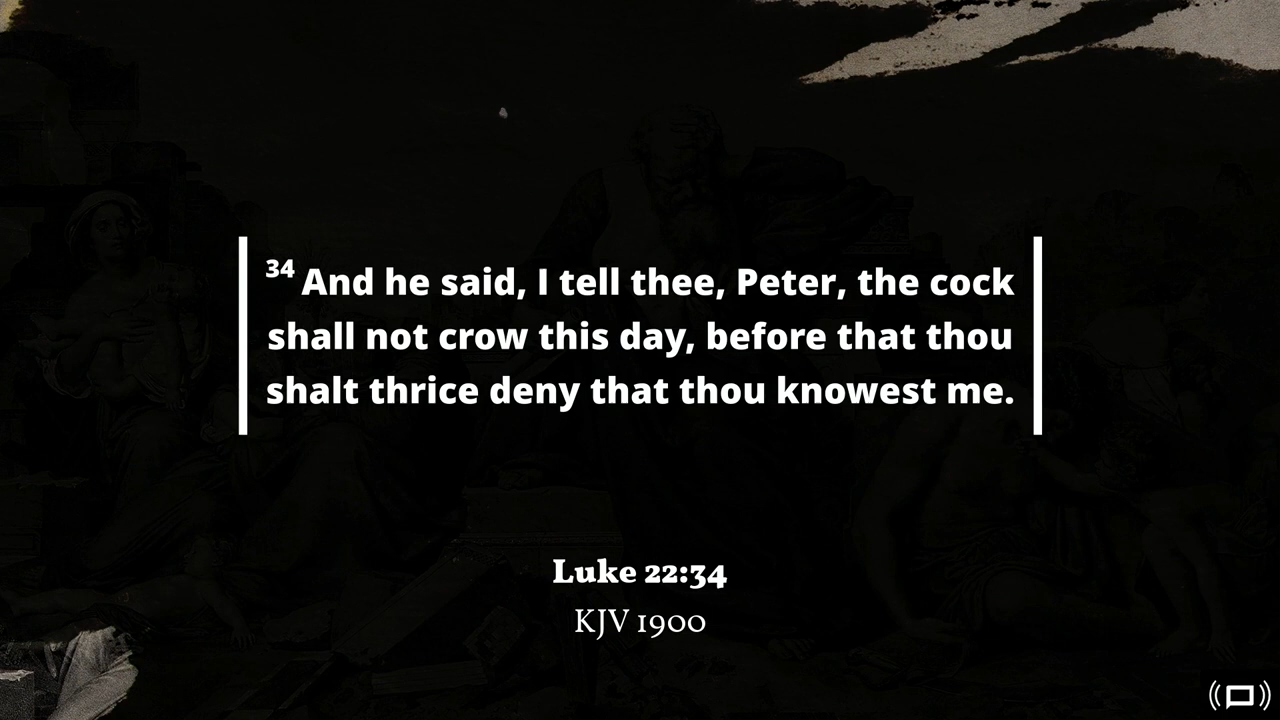 34 And he said, I tell thee, Peter, the cock
shall not crow this day, before that thou
shalt thrice deny that thou knowest me.
Luke 22:34
KJV 1900